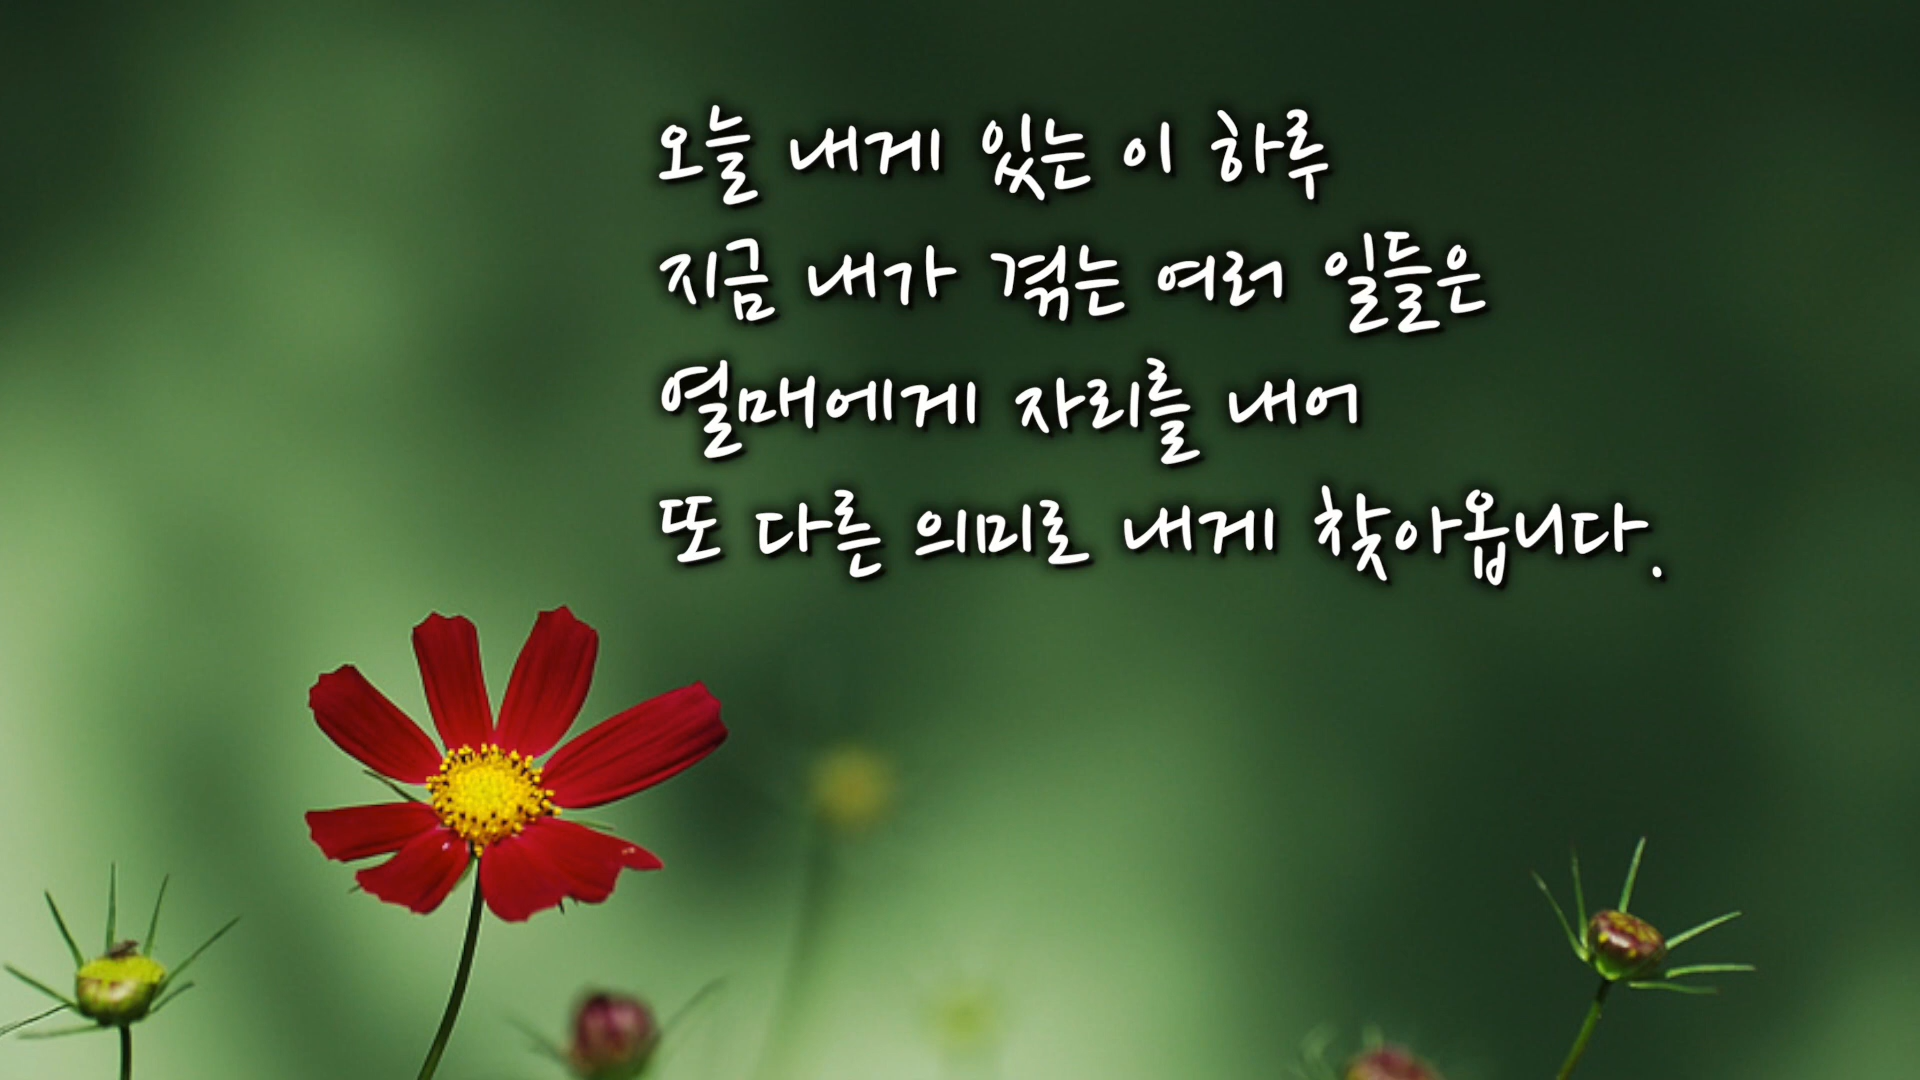 오늘 내게 있는 이 하루
지금 내가 겪는 여러 일들은
열매에게 자리를 내어
또 다른 의미로 내게 찾아옵니다.